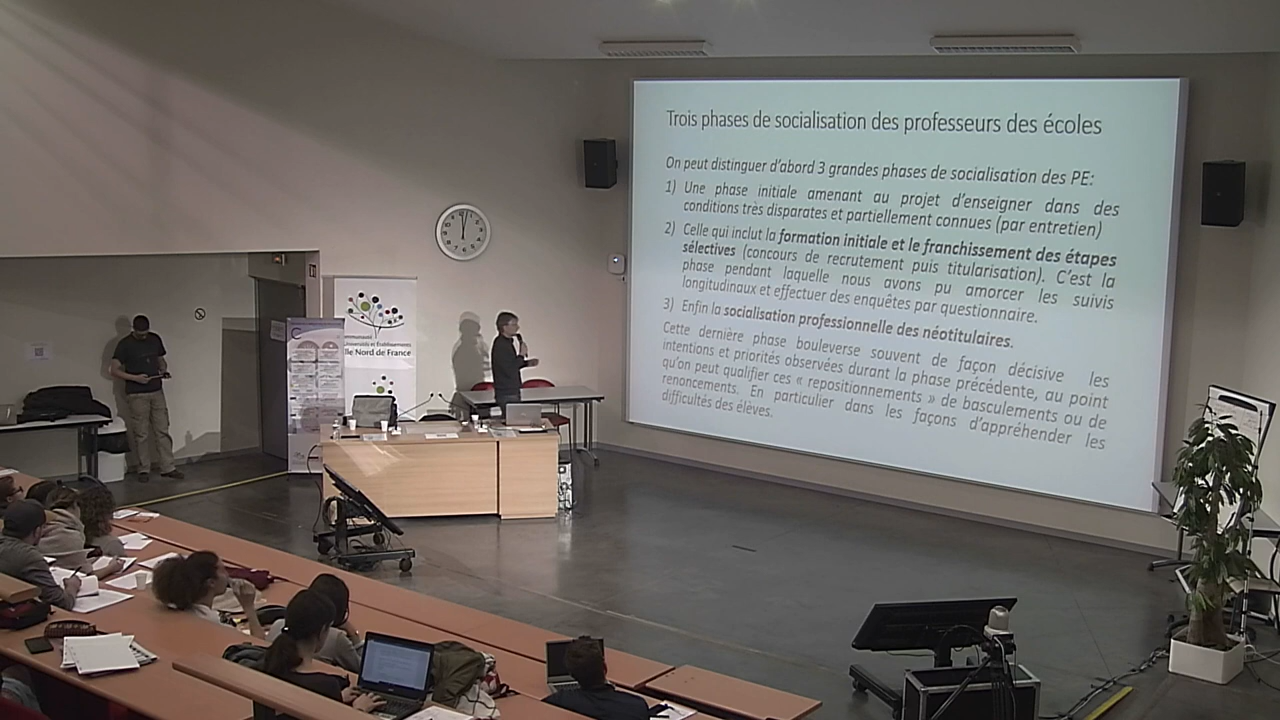 Trois phases de socialisation des professeurs des écoles
On peut distinguer d'abord 3 grandes phases de socialisation des PE:
1) Une phase initiale amenant au projet d'enseigner dans des
conditions très disparates et partiellement connues (par entretien)
2) Celle qui inclut la formation initiale et le franchissement des étapes
sélectives (concours de recrutement puis titularisation). C'est la
phase pendant laquelle nous avons pu amorcer les suivis
longitudinaux et effectuer des enquêtes par questionnaire.
3) Enfin la socialisation professionnelle des néotitulaires.
Cette dernière phase bouleverse souvent de façon décisive les
intentions et priorités observées durant la phase précédente, au point
qu'on peut qualifier ces « repositionnements » de basculements ou de
renoncements. En particulier dans les façons d'appréhender les
difficultés des élèves.
lle Nord de France